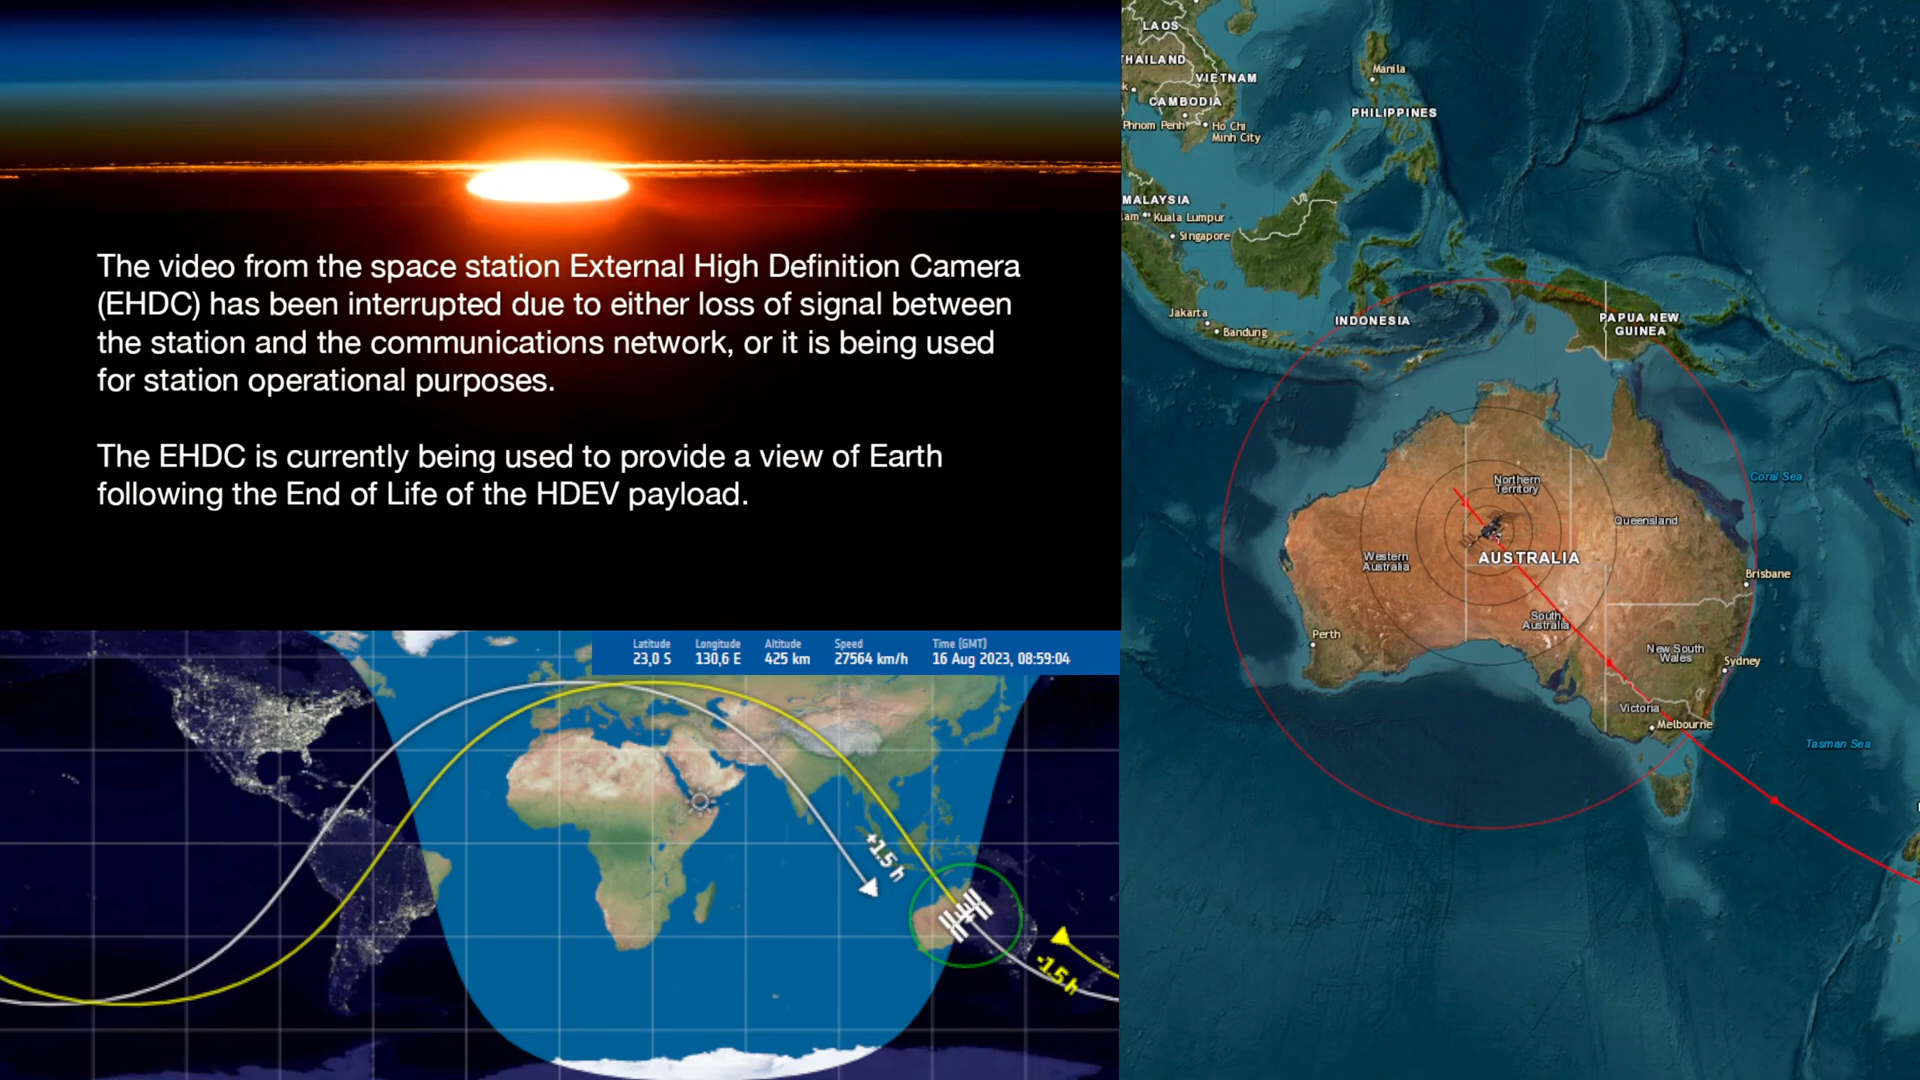 The video from the space station External High Definition Camera
(EHDC) has been interrupted due to either loss of signal between
the station and the communications network, or it is being used
for station operational purposes.
The EHDC is currently being used to provide a view of Earth
following the End of Life of the HDEV payload.
Latitude Longitude Altitude Speed Time (GMT)
23,0 S 130,6 E 425 km 27564 km/h 16 Aug 2023, 08:59:04
+1.5 h
-1.5 h
LAOS
THAILAND
VIETNAM
CAMBODIA
Phnom Penh
Ho Chi
Minh City
Manila
PHILIPPINES
MALAYSIA
Kuala Lumpur
Singapore
Jakarta
Bandung
INDONESIA
PAPUA NEW
GUINEA
Coral Sea
Northern
Territory
Queensland
AUSTRALIA
Western
Australia
Brisbane
South
Australia
Perth
New South
Wales
Sydney
Victoria
Melbourne
Tasman Sea